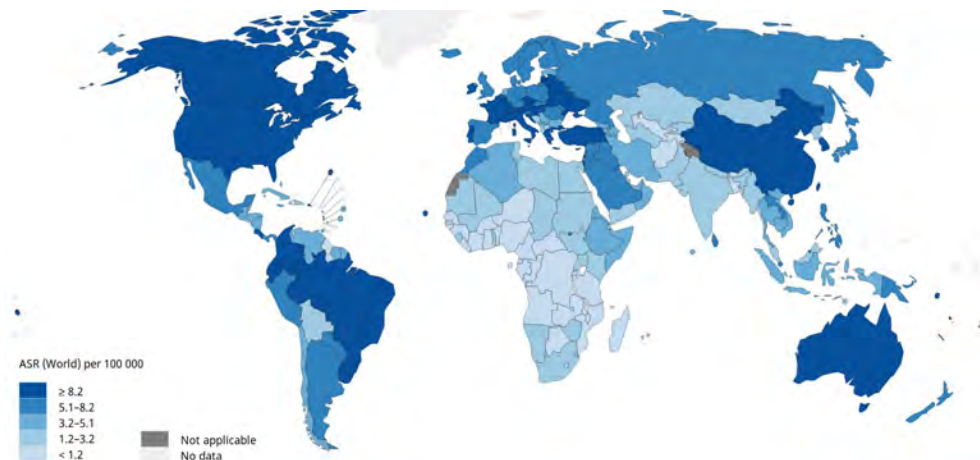 ASR (World) per 100 000
≥ 8.2
5.1–8.2
3.2–5.1
1.2–3.2
< 1.2
Not applicable
No data